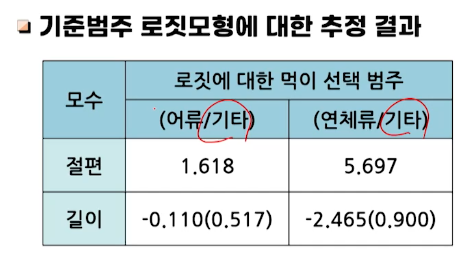 기준범주 로짓모형에 대한 추정 결과
모수
로짓에 대한 먹이 선택 범주
(어류/기타)
(연체류/기타)
절편
1.618
5.697
길이
-0.110(0.517)
-2.465(0.900)